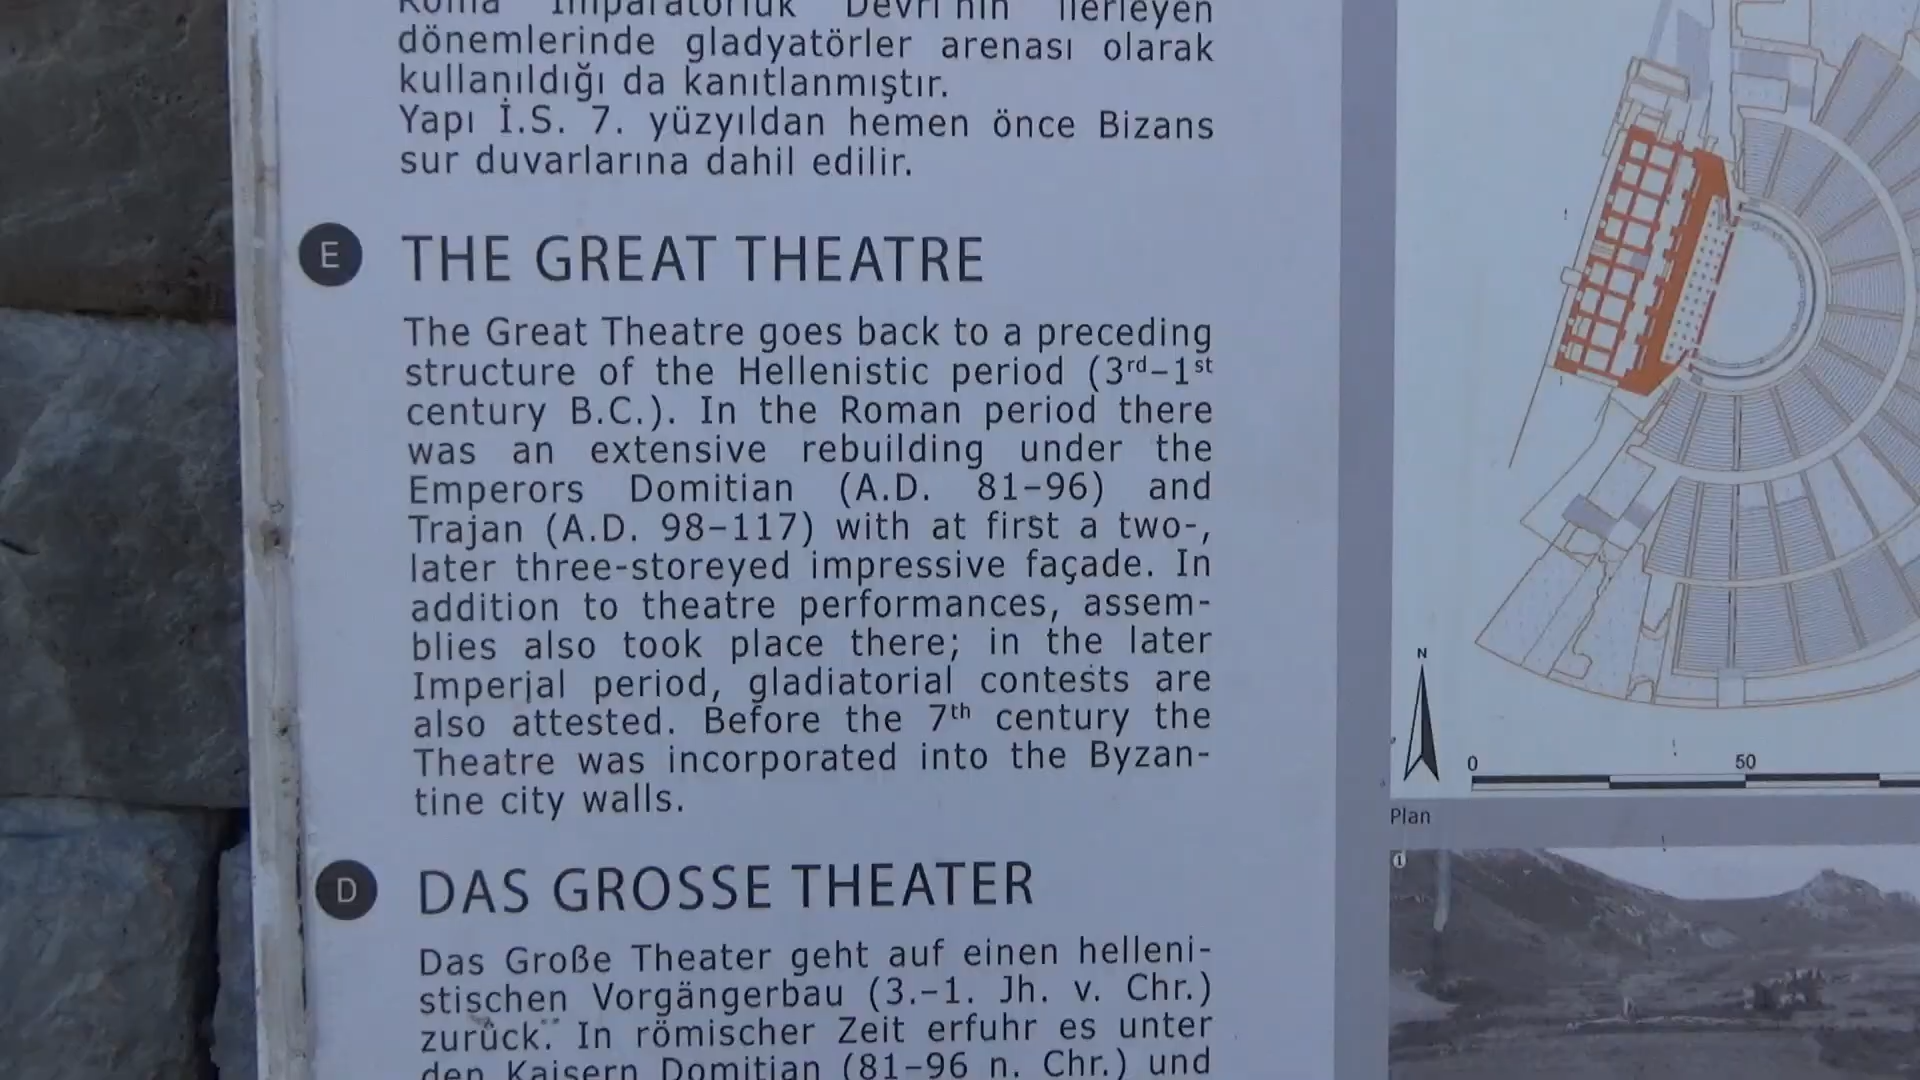 Roma İmparatorluk Devri'nin ilerleyen
dönemlerinde gladyatörler arenası olarak
kullanıldığı da kanıtlanmıştır.
Yapı İ.S. 7. yüzyıldan hemen önce Bizans
sur duvarlarına dahil edilir.
E THE GREAT THEATRE
The Great Theatre goes back to a preceding
structure of the Hellenistic period (3rd–1st
century B.C.). In the Roman period there
was an extensive rebuilding under the
Emperors Domitian (A.D. 81–96) and
Trajan (A.D. 98–117) with at first a two-,
later three-storeyed impressive façade. In
addition to theatre performances, assem-
blies also took place there; in the later
Imperial period, gladiatorial contests are
also attested. Before the 7th century the
Theatre was incorporated into the Byzan-
tine city walls.
D DAS GROSSE THEATER
Das Große Theater geht auf einen helleni-
stischen Vorgängerbau (3.–1. Jh. v. Chr.)
zurück. In römischer Zeit erfuhr es unter
den Kaisern Domitian (81–96 n. Chr.) und
N
0 50
Plan
1